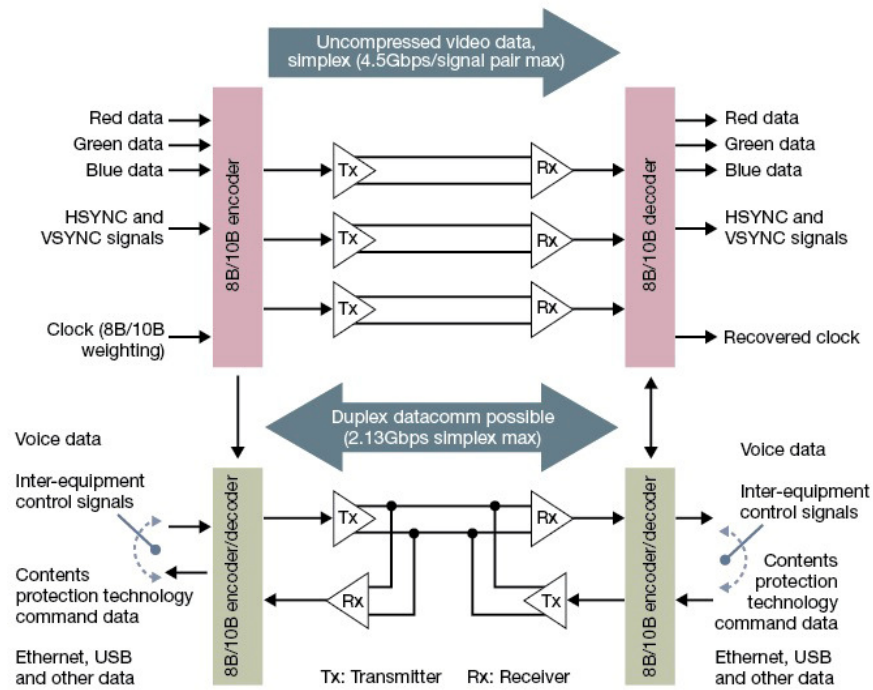 Uncompressed video data,
simplex (4.5Gbps/signal pair max)
Red data
Green data
Blue data
HSYNC and
VSYNC signals
Clock (8B/10B
weighting)
8B/10B encoder
Tx
Rx
Tx
Rx
Tx
Rx
8B/10B decoder
Red data
Green data
Blue data
HSYNC and
VSYNC signals
Recovered clock
Duplex datacomm possible
(2.13Gbps simplex max)
Voice data
Inter-equipment
control signals
Contents
protection technology
command data
Ethernet, USB
and other data
8B/10B encoder/decoder
Tx
Rx
Rx
Tx
8B/10B encoder/decoder
Voice data
Inter-equipment
control signals
Contents
protection
technology
command data
Ethernet, USB
and other data
Tx: Transmitter
Rx: Receiver